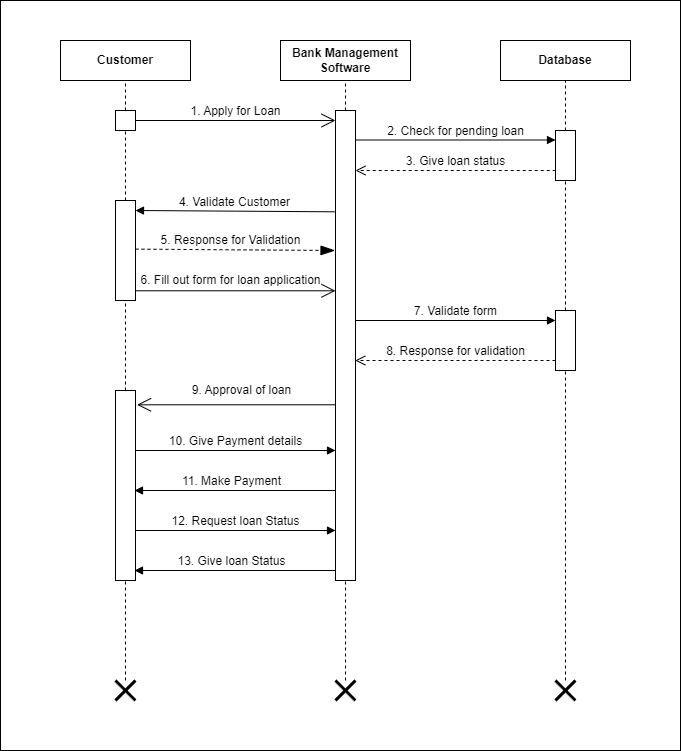 Customer
Bank Management
Software
Database
1. Apply for Loan
2. Check for pending loan
3. Give loan status
4. Validate Customer
5. Response for Validation
6. Fill out form for loan application
7. Validate form
8. Response for validation
9. Approval of loan
10. Give Payment details
11. Make Payment
12. Request loan Status
13. Give loan Status